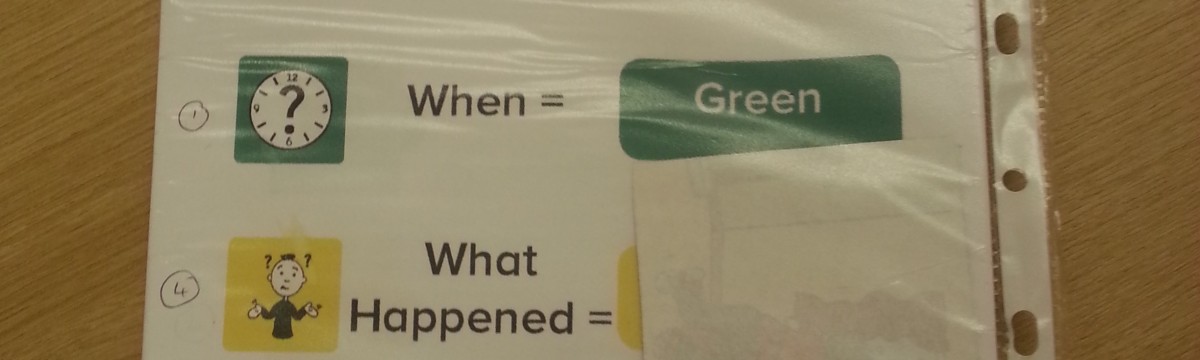 1 When = Green
4 What
Happened =